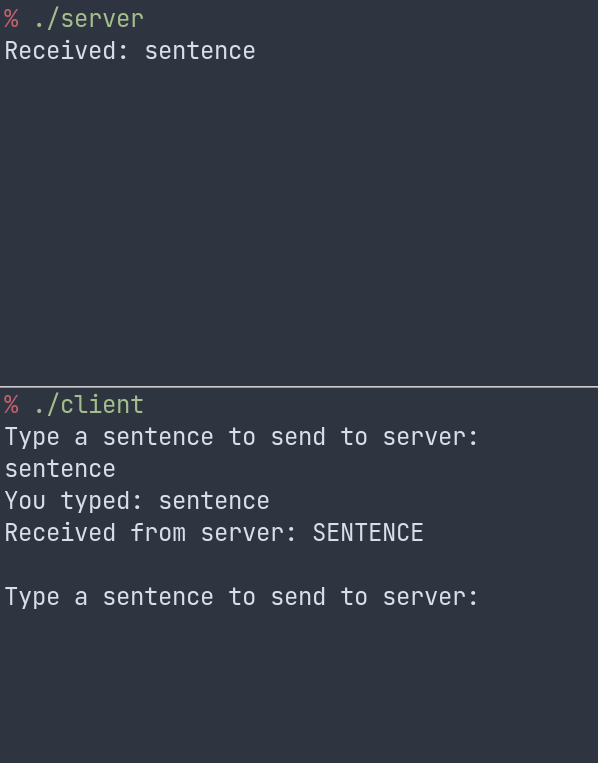 % ./server
Received: sentence
% ./client
Type a sentence to send to server:
sentence
You typed: sentence
Received from server: SENTENCE
Type a sentence to send to server: